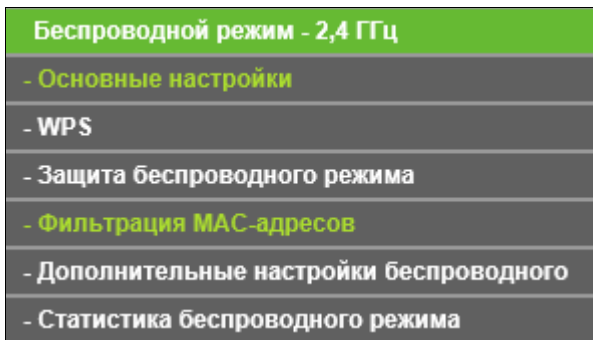 Беспроводной режим - 2,4 ГГц
- Основные настройки
- WPS
- Защита беспроводного режима
- Фильтрация MAC-адресов
- Дополнительные настройки беспроводного
- Статистика беспроводного режима